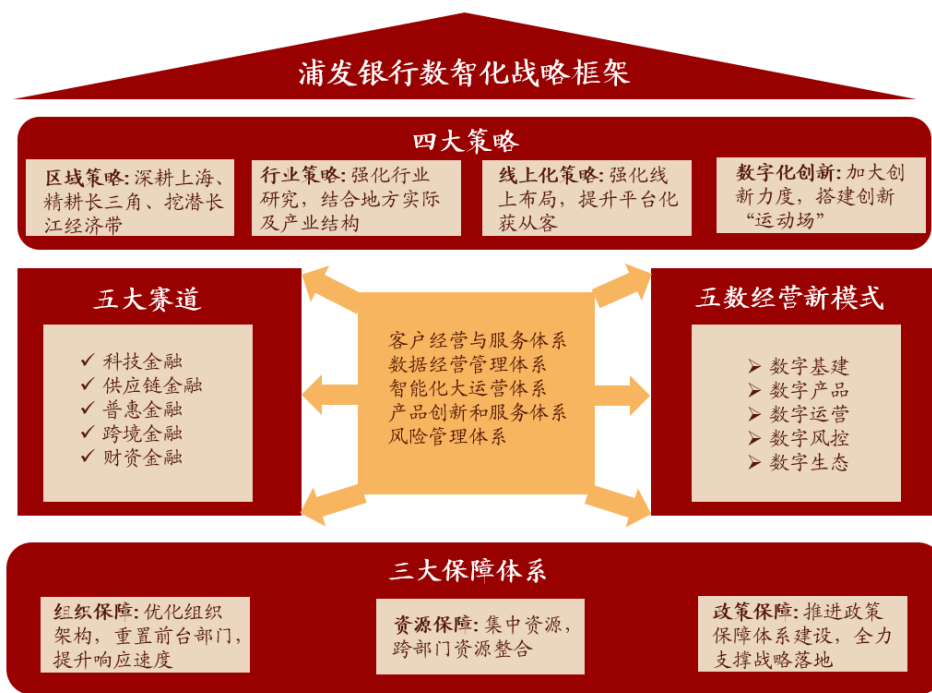 浦发银行数智化战略框架
四大策略
区域策略:深耕上海、
精耕长三角、挖潜长
江经济带
行业策略:强化行业
研究，结合地方实际
及产业结构
线上化策略:强化线
上布局，提升平台化
获从客
数字化创新:加大创
新力度，搭建创新
“运动场”
五大赛道
✓ 科技金融
✓ 供应链金融
✓ 普惠金融
✓ 跨境金融
✓ 财资金融
客户经营与服务体系
数据经营管理体系
智能化大运营体系
产品创新和服务体系
风险管理体系
五数经营新模式
➢ 数字基建
➢ 数字产品
➢ 数字运营
➢ 数字风控
➢ 数字生态
三大保障体系
组织保障:优化组织
架构，重置前台部门，
提升响应速度
资源保障:集中资源，
跨部门资源整合
政策保障:推进政策
保障体系建设，全力
支撑战略落地